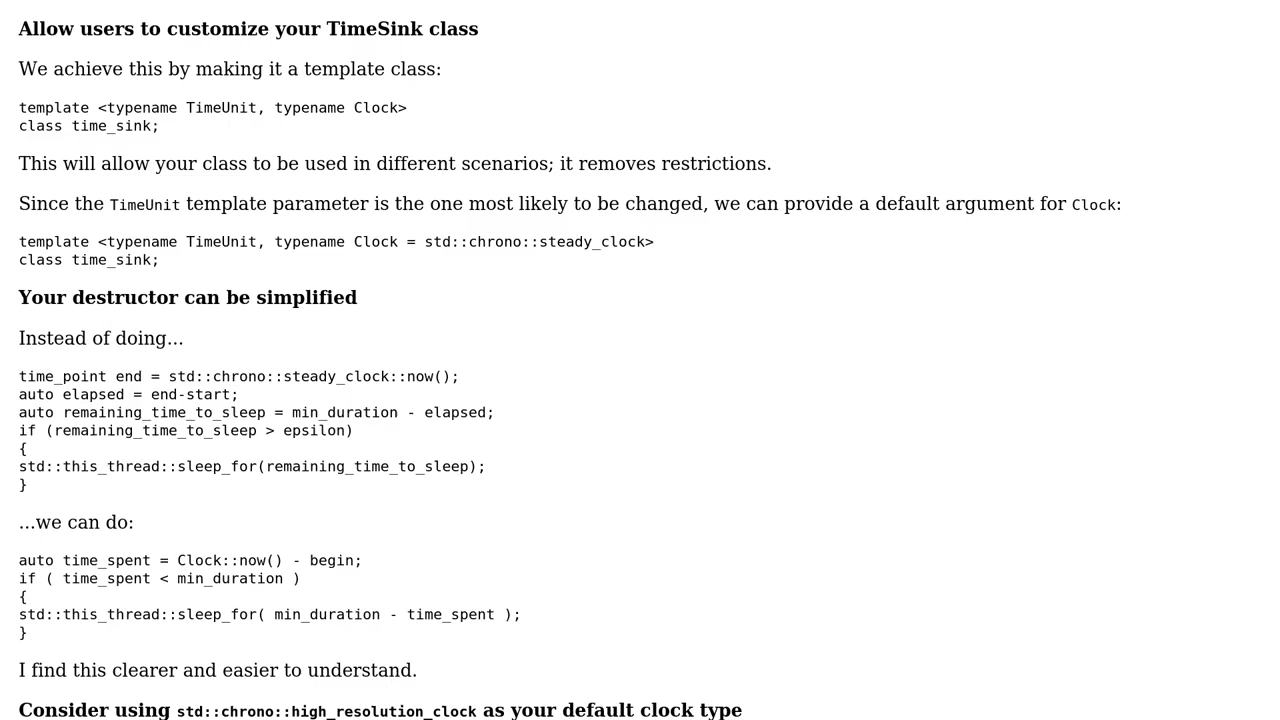 Allow users to customize your TimeSink class
We achieve this by making it a template class:
template <typename TimeUnit, typename Clock>
class time_sink;
This will allow your class to be used in different scenarios; it removes restrictions.
Since the TimeUnit template parameter is the one most likely to be changed, we can provide a default argument for Clock:
template <typename TimeUnit, typename Clock = std::chrono::steady_clock>
class time_sink;
Your destructor can be simplified
Instead of doing...
time_point end = std::chrono::steady_clock::now();
auto elapsed = end-start;
auto remaining_time_to_sleep = min_duration - elapsed;
if (remaining_time_to_sleep > epsilon)
{
std::this_thread::sleep_for(remaining_time_to_sleep);
}
...we can do:
auto time_spent = Clock::now() - begin;
if ( time_spent < min_duration )
{
std::this_thread::sleep_for( min_duration - time_spent );
}
I find this clearer and easier to understand.
Consider using std::chrono::high_resolution_clock as your default clock type